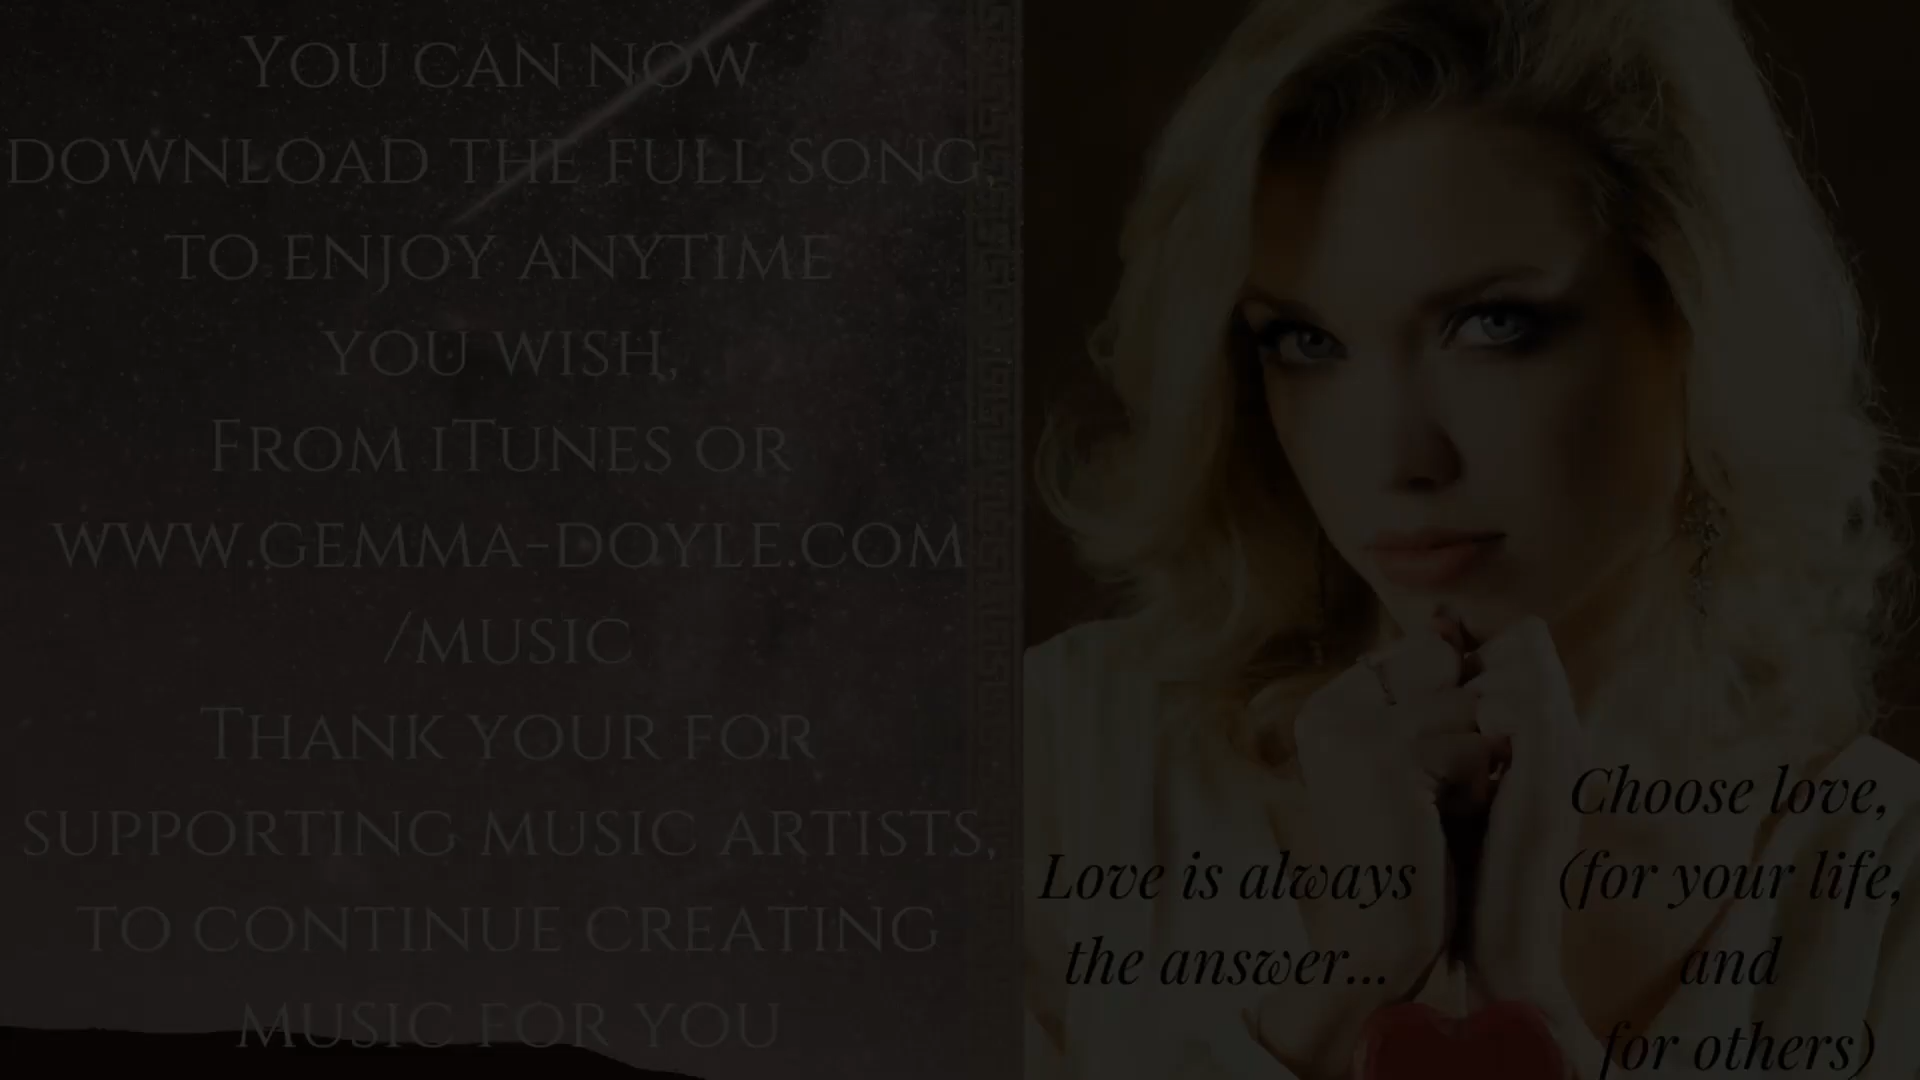 You can now
download the full song,
to enjoy anytime
you wish,
From iTunes or
www.gemma-doyle.com
/music
Thank your for
supporting music artists,
to continue creating
music for you
Love is always
the answer...
Choose love,
(for your life,
and
for others)